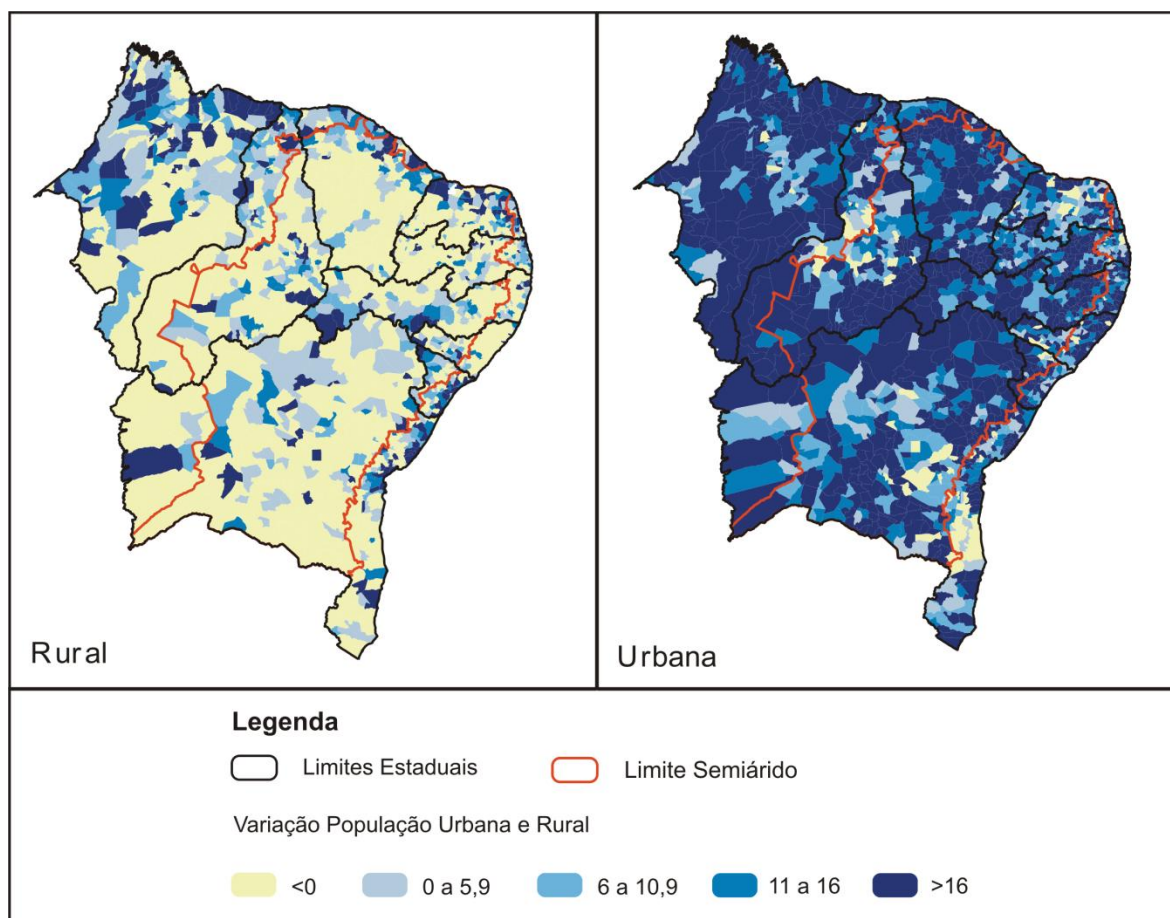 Rural
Urbana
Legenda
Limites Estaduais
Limite Semiárido
Variação População Urbana e Rural
<0
0 a 5,9
6 a 10,9
11 a 16
>16